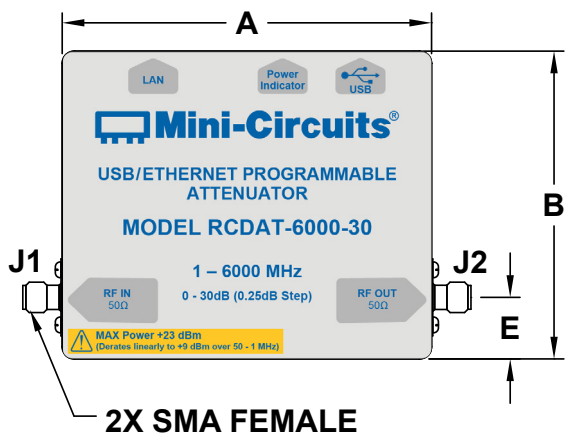 A
LAN
Power
Indicator
USB
Mini-Circuits®
USB/ETHERNET PROGRAMMABLE
ATTENUATOR
B
MODEL RCDAT-6000-30
J1
J2
1 – 6000 MHz
RF IN
50Ω
0 - 30dB (0.25dB Step)
RF OUT
50Ω
E
MAX Power +23 dBm
(Derates linearly to +9 dBm over 50 - 1 MHz)
2X SMA FEMALE